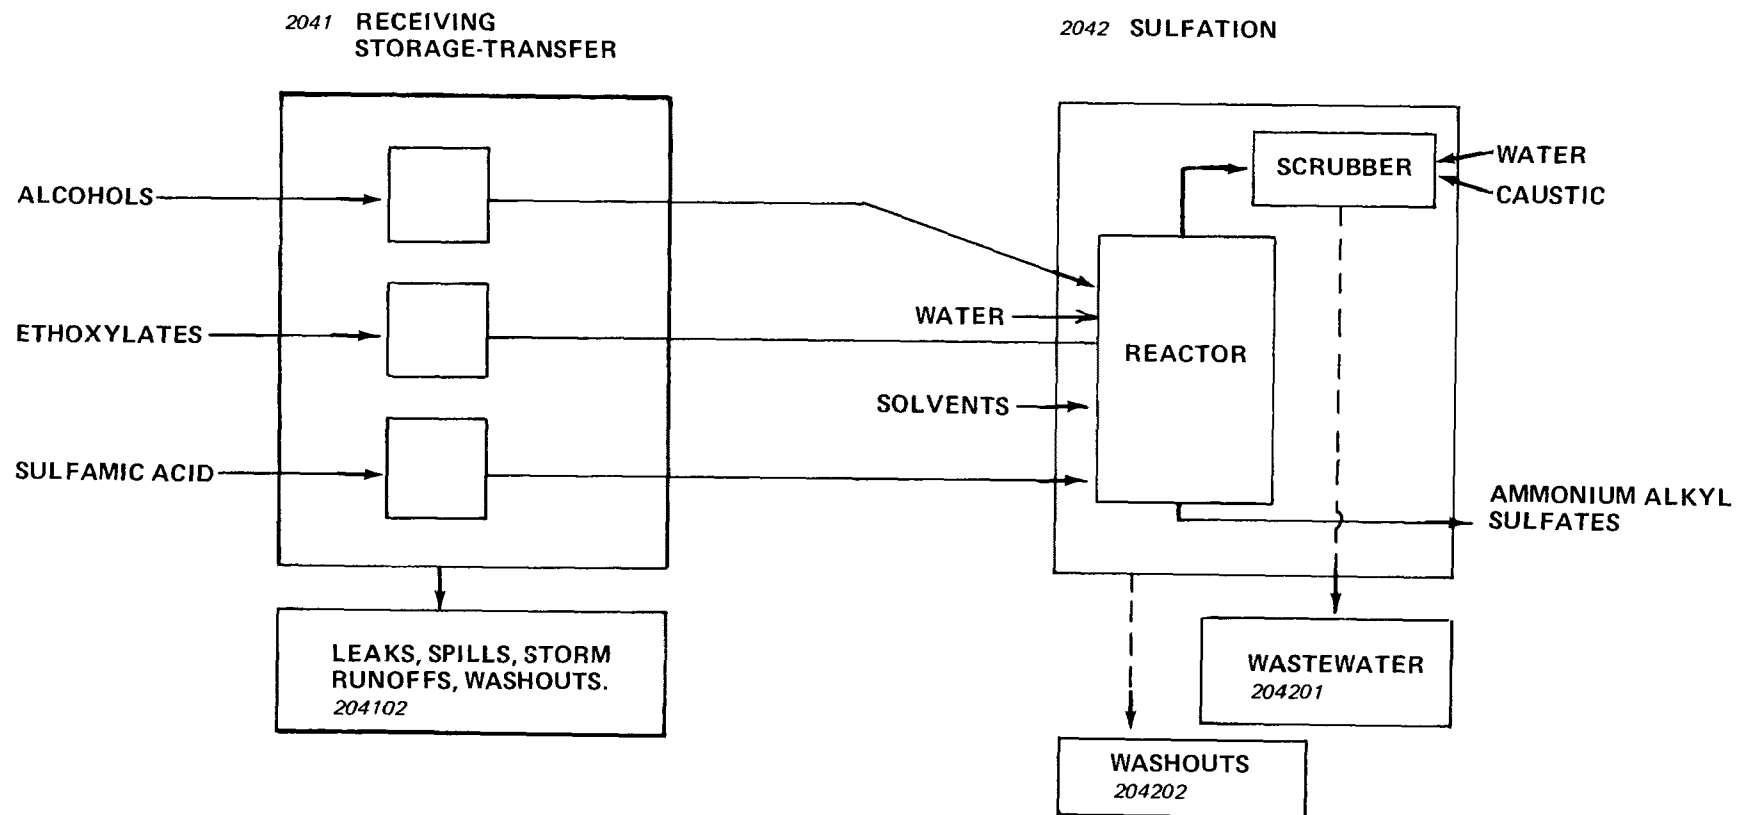 2041 RECEIVING
STORAGE-TRANSFER
2042 SULFATION
SCRUBBER
WATER
CAUSTIC
ALCOHOLS
WATER
ETHOXYLATES
REACTOR
SOLVENTS
SULFAMIC ACID
AMMONIUM ALKYL
SULFATES
LEAKS, SPILLS, STORM
RUNOFFS, WASHOUTS.
204102
WASTEWATER
204201
WASHOUTS
204202